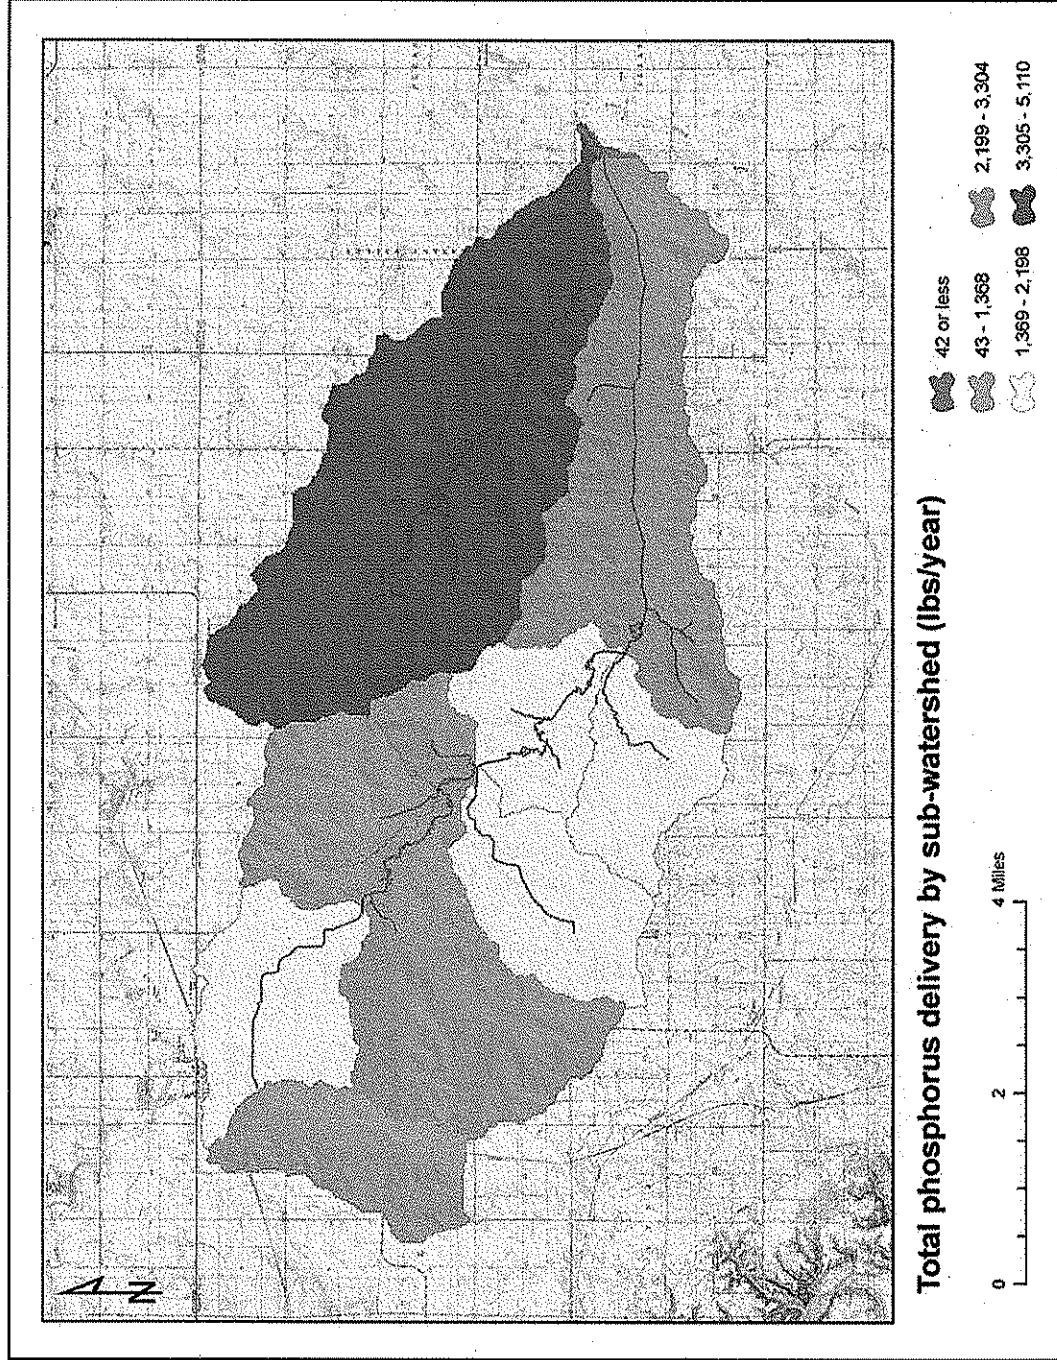 N
Total phosphorus delivery by sub-watershed (lbs/year)
0 2 4 Miles
42 or less
43 - 1,368
1,369 - 2,198
2,199 - 3,304
3,305 - 5,110